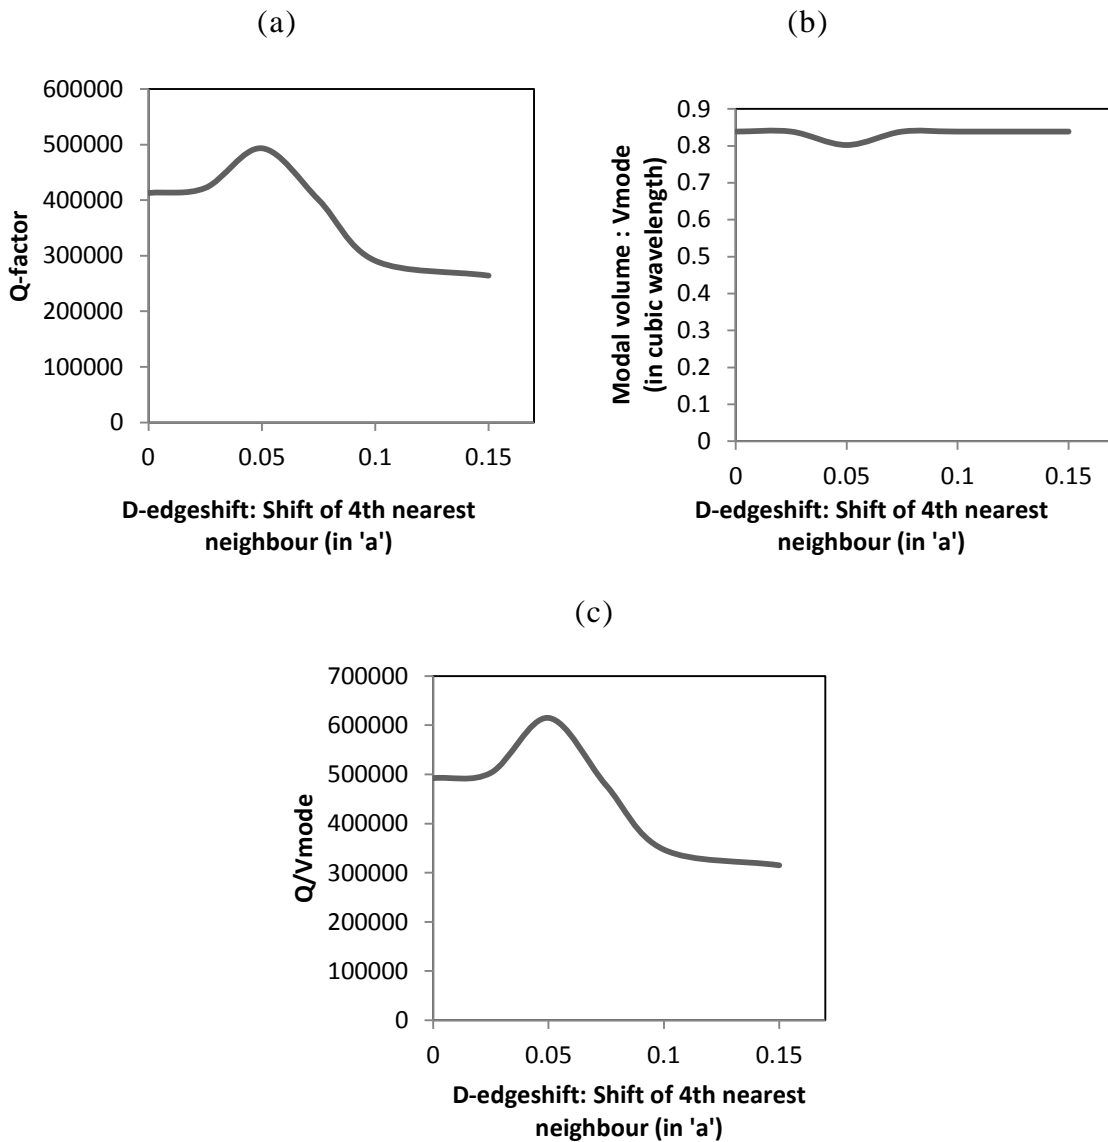 (a)
600000
500000
400000
300000
200000
100000
0
Q-factor
0 0.05 0.1 0.15
D-edgeshift: Shift of 4th nearest
neighbour (in 'a')
(b)
0.9
0.8
0.7
0.6
0.5
0.4
0.3
0.2
0.1
0
Modal volume : Vmode
(in cubic wavelength)
0 0.05 0.1 0.15
D-edgeshift: Shift of 4th nearest
neighbour (in 'a')
(c)
700000
600000
500000
400000
300000
200000
100000
0
Q/Vmode
0 0.05 0.1 0.15
D-edgeshift: Shift of 4th nearest
neighbour (in 'a')